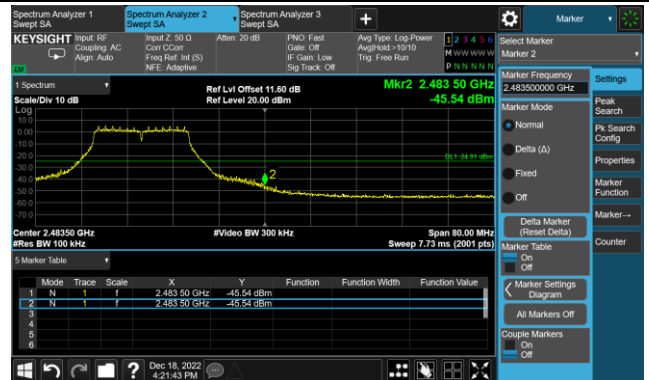 Spectrum Analyzer 1
Swept SA
Spectrum Analyzer 2
Swept SA
Spectrum Analyzer 3
Swept SA
+
Marker
KEYSIGHT
Input: RF
Coupling: AC
Align: Auto
Input Z: 50 Ω
Corr CCorr
Freq Ref: Int (S)
NFE: Adaptive
Atten: 20 dB
PNO: Fast
Gate: Off
IF Gain: Low
Sig Track: Off
Avg Type: Log-Power
Avg|Hold:>10/10
Trig: Free Run
1 2 3 4 5 6
M W W W W W
P N N N N N
Select Marker
Marker 2
1 Spectrum
Scale/Div 10 dB
Ref Lvl Offset 11.60 dB
Ref Level 20.00 dBm
Mkr2 2.483 50 GHz
-45.54 dBm
Log
10.0
0.00
-10.0
-20.0
-30.0
-40.0
-50.0
-60.0
-70.0
DL1 -24.91 dBm
2
Center 2.48350 GHz
#Res BW 100 kHz
#Video BW 300 kHz
Span 80.00 MHz
Sweep 7.73 ms (2001 pts)
5 Marker Table
Mode Trace Scale X Y Function Function Width Function Value
1 N 1 f 2.483 50 GHz -45.54 dBm
2 N 1 f 2.483 50 GHz -45.54 dBm
3
4
5
6
Marker Frequency
2.483500000 GHz
Marker Mode
Normal
Delta (Δ)
Fixed
Off
Delta Marker
(Reset Delta)
Marker Table
On
Off
Marker Settings
Diagram
All Markers Off
Couple Markers
On
Off
Settings
Peak
Search
Pk Search
Config
Properties
Marker
Function
Marker→
Counter
?
Dec 18, 2022
4:21:43 PM